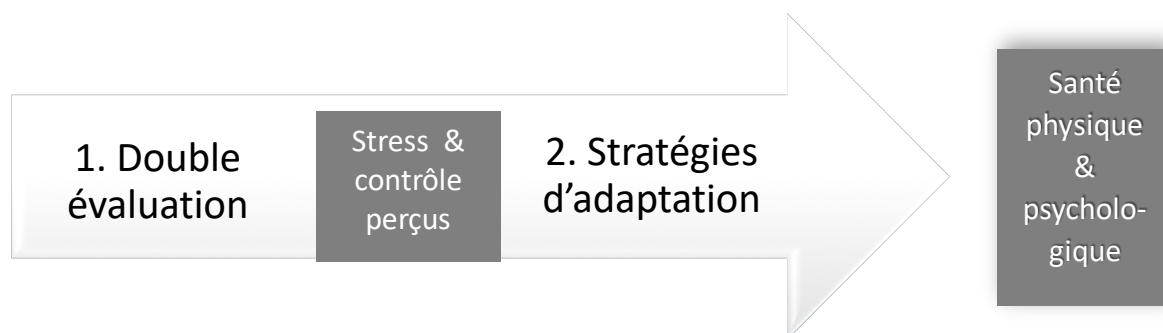 1. Double
évaluation
Stress & 
contrôle
perçus
2. Stratégies
d'adaptation
Santé
physique
&
psycholo-
gique